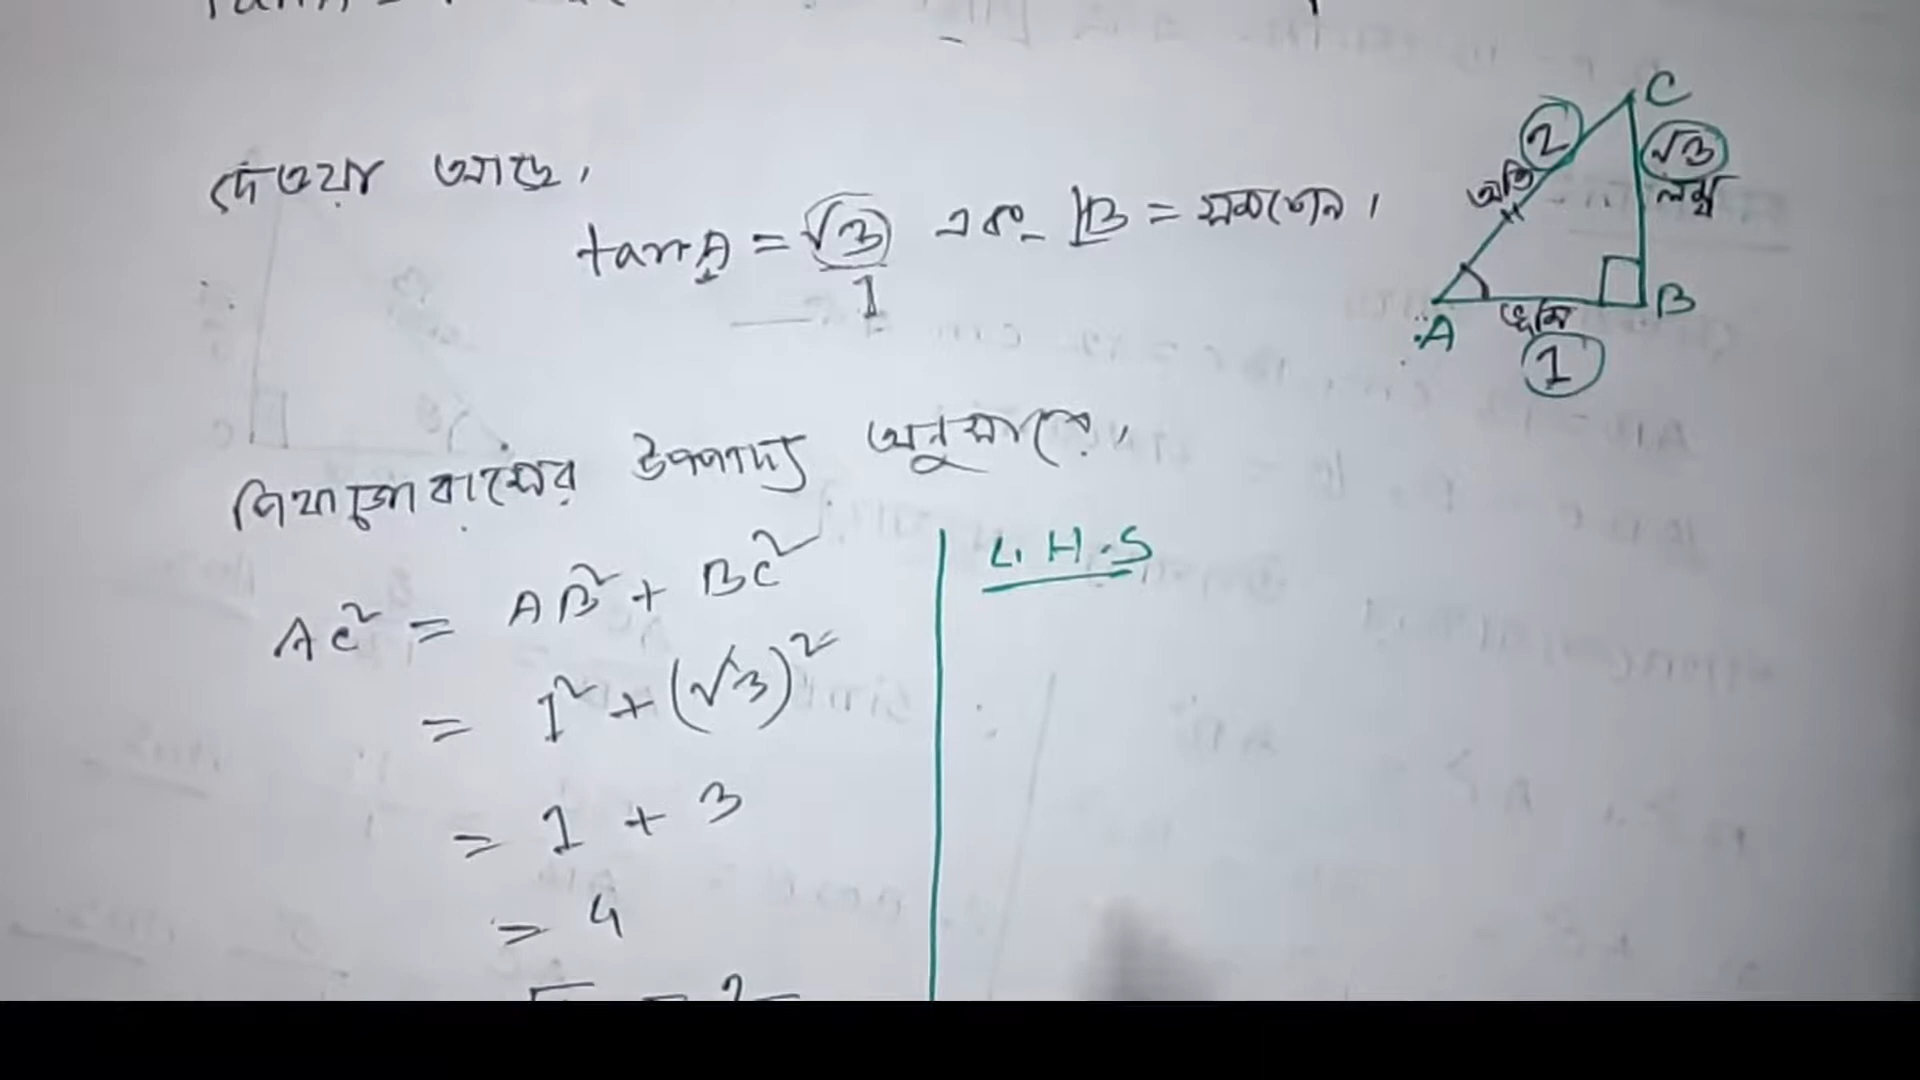 দেওয়া আছে,
tanA = √3/1 এবং ∠B = সমকোন ।
C
2
√3
অতি
লম্ব
A
ভূমি
B
1
পিথাগোরাসের উপপাদ্য অনুসারে,
AC² = AB² + BC²
= 1² + (√3)²
= 1 + 3
= 4
= 2
L.H.S